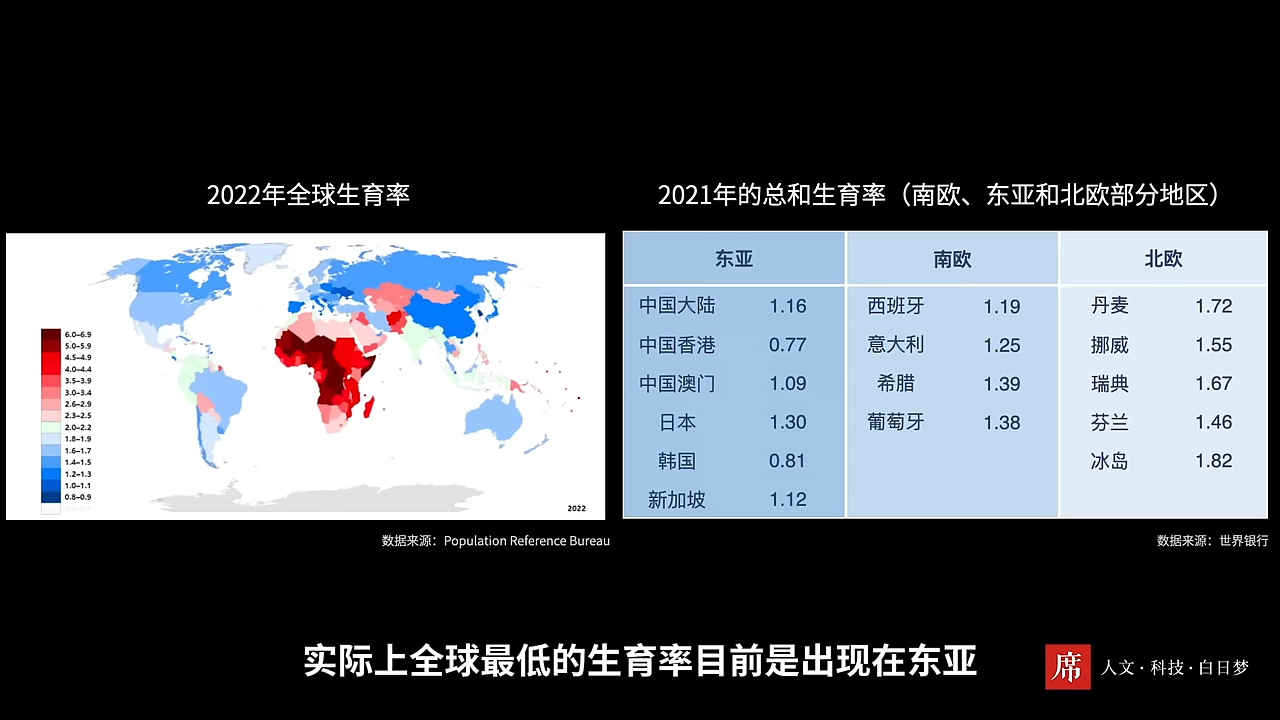 2022年全球生育率
6.0–6.9
5.0–5.9
4.5–4.9
4.0–4.4
3.5–3.9
3.0–3.4
2.6–2.9
2.3–2.5
2.0–2.2
1.8–1.9
1.6–1.7
1.4–1.5
1.2–1.3
1.0–1.1
0.8–0.9
2022
数据来源：Population Reference Bureau
2021年的总和生育率（南欧、东亚和北欧部分地区）
东亚 南欧 北欧
中国大陆 1.16 西班牙 1.19 丹麦 1.72
中国香港 0.77 意大利 1.25 挪威 1.55
中国澳门 1.09 希腊 1.39 瑞典 1.67
日本 1.30 葡萄牙 1.38 芬兰 1.46
韩国 0.81 冰岛 1.82
新加坡 1.12
数据来源：世界银行
实际上全球最低的生育率目前是出现在东亚
席 人文·科技·白日梦